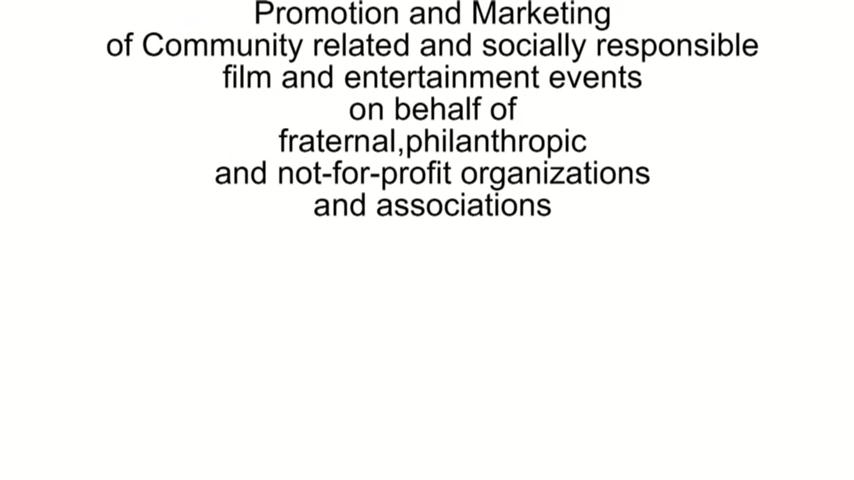 Promotion and Marketing
of Community related and socially responsible
film and entertainment events
on behalf of
fraternal,philanthropic
and not-for-profit organizations
and associations